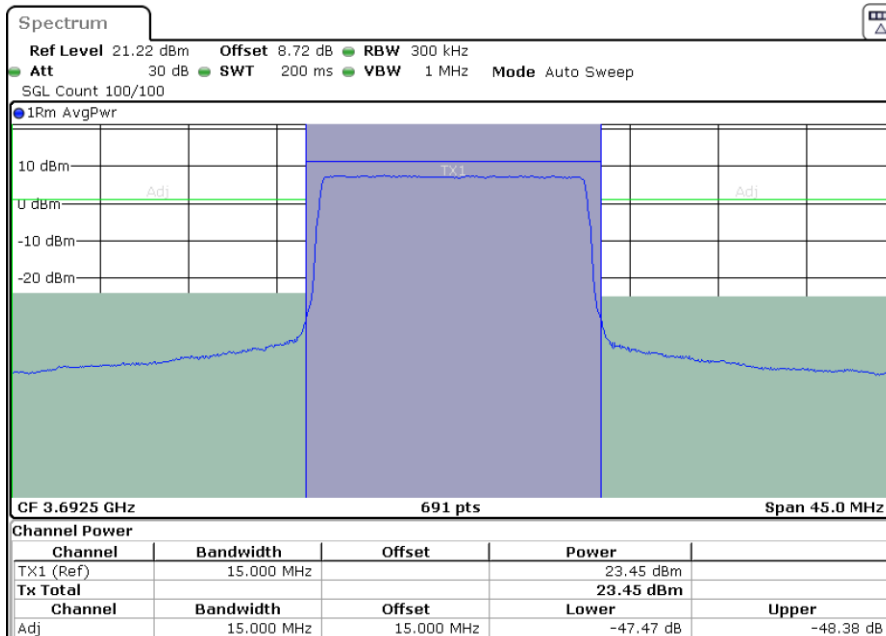 Spectrum
Ref Level 21.22 dBm Offset 8.72 dB RBW 300 kHz
Att 30 dB SWT 200 ms VBW 1 MHz Mode Auto Sweep
SGL Count 100/100
1Rm AvgPwr
10 dBm
TX1
Adj Adj
0 dBm
-10 dBm
-20 dBm
CF 3.6925 GHz 691 pts Span 45.0 MHz
Channel Power
Channel Bandwidth Offset Power
TX1 (Ref) 15.000 MHz 23.45 dBm
Tx Total 23.45 dBm
Channel Bandwidth Offset Lower Upper
Adj 15.000 MHz 15.000 MHz -47.47 dB -48.38 dB